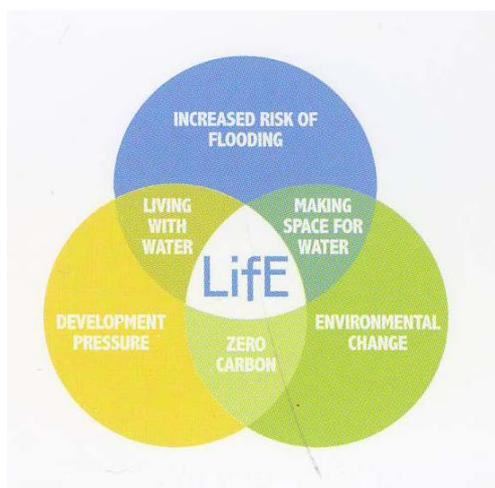 INCREASED RISK OF
FLOODING
LIVING
WITH
WATER
MAKING
SPACE FOR
WATER
LifE
DEVELOPMENT
PRESSURE
ENVIRONMENTAL
CHANGE
ZERO
CARBON